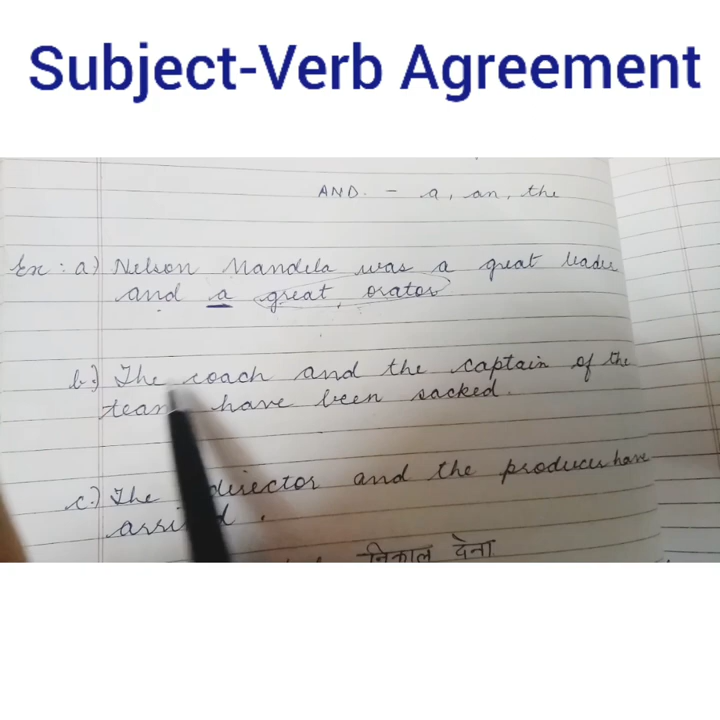 Subject-Verb Agreement
AND. - a, an, the
Ex: a) Nelson Mandela was a great leader
and a great, orator
b.) The coach and the captain of the
team have been sacked.
c.) The director and the producer have
arrived.
निकाल देना